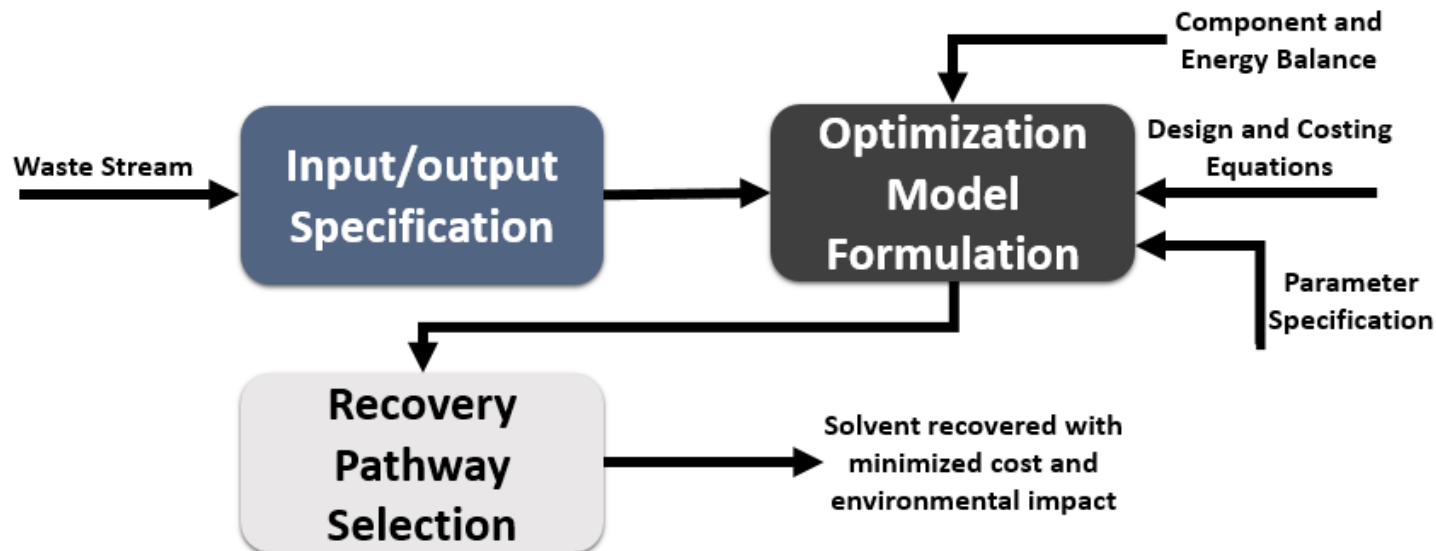 Component and
Energy Balance
Waste Stream
Input/output
Specification
Optimization
Model
Formulation
Design and Costing
Equations
Parameter
Specification
Recovery
Pathway
Selection
Solvent recovered with
minimized cost and
environmental impact